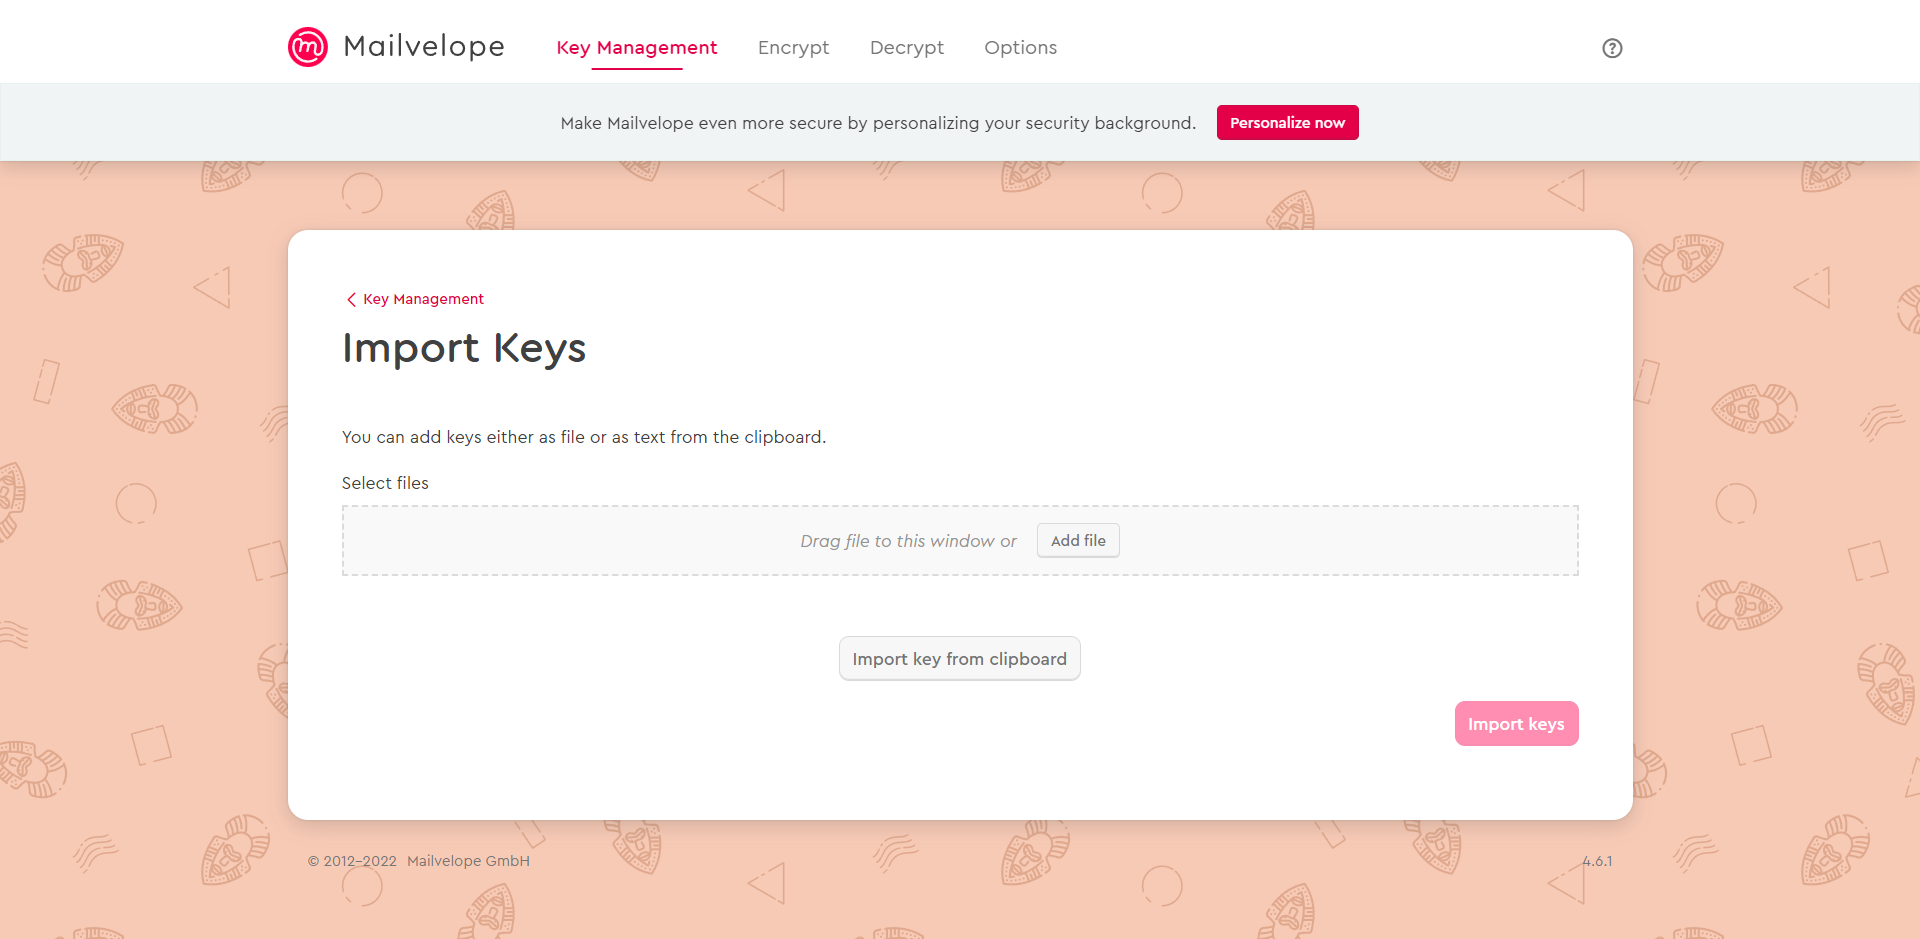 Mailvelope
Key Management Encrypt Decrypt Options
Make Mailvelope even more secure by personalizing your security background. Personalize now
Key Management
Import Keys
You can add keys either as file or as text from the clipboard.
Select files
Drag file to this window or Add file
Import key from clipboard
Import keys
© 2012-2022 Mailvelope GmbH
4.6.1